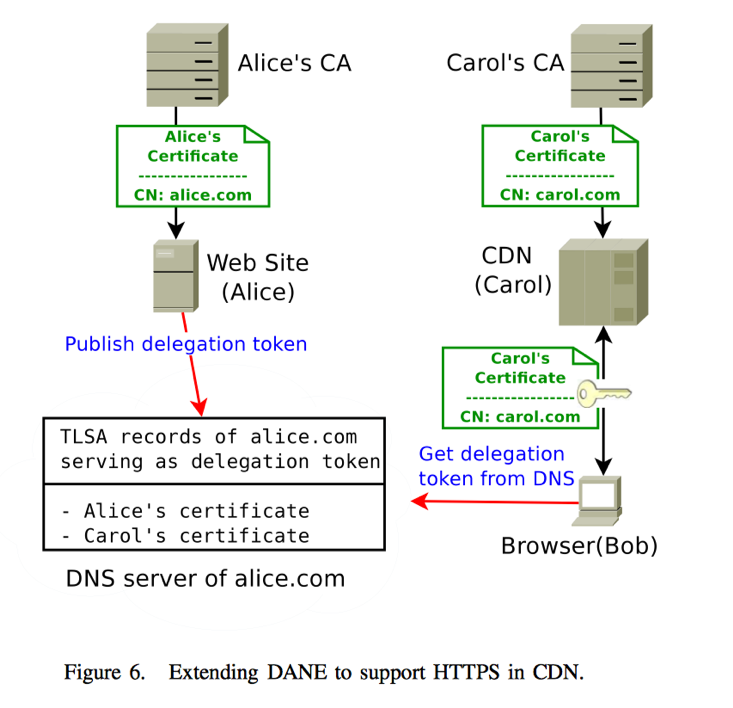 Alice's CA
Carol's CA
Alice's
Certificate
------------------
CN: alice.com
Carol's
Certificate
------------------
CN: carol.com
Web Site
(Alice)
CDN
(Carol)
Publish delegation token
Carol's
Certificate
------------------
CN: carol.com
TLSA records of alice.com
serving as delegation token
- Alice's certificate
- Carol's certificate
Get delegation
token from DNS
Browser(Bob)
DNS server of alice.com
Figure 6. Extending DANE to support HTTPS in CDN.